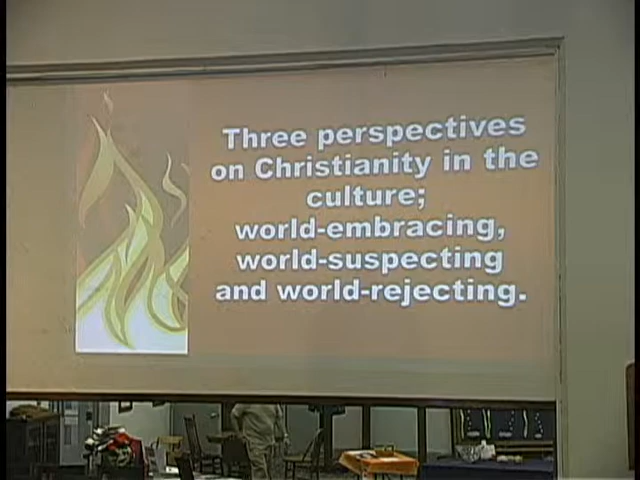 Three perspectives
on Christianity in the
culture;
world-embracing,
world-suspecting
and world-rejecting.